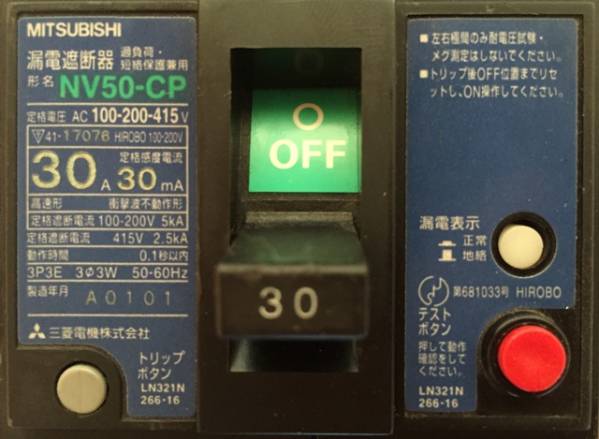 MITSUBISHI
漏電遮断器 過負荷・
短絡保護兼用
形名 NV50-CP
定格電圧 AC 100-200-415 V
41-17076 HIROBO 100-200V
30 A 定格感度電流
30 mA
高速形 衝撃波不動作形
定格遮断電流 100-200V 5kA
定格遮断電流 415V 2.5kA
動作時間 0.1秒以内
3P3E 3Φ3W 50-60Hz
製造年月 A0101
三菱電機株式会社
トリップ
ボタン
LN321N
266-16
OFF
30
■左右極間のみ耐電圧試験・
メグ測定はしないでください。
■トリップ後OFF位置までリセ
ットし、ON操作してください。
漏電表示
正常
地絡
第681033号 HIROBO
テスト
ボタン
押して動作
確認をして
ください。
LN321N
266-16